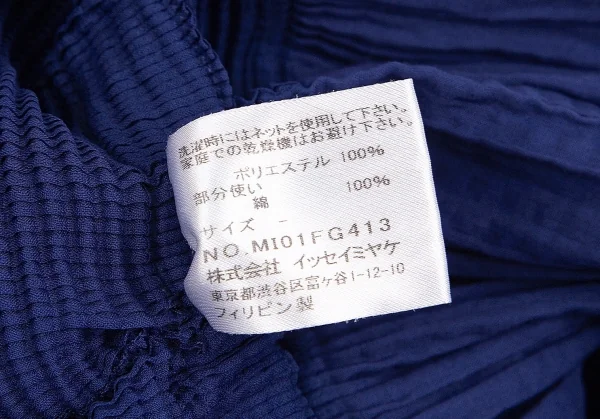 洗濯時にはネットを使用して下さい。
家庭での乾燥機はお避け下さい。
ポリエステル 100%
部分使い
綿 100%
サイズ -
NO.MI01FG413
株式会社 イッセイミヤケ
東京都渋谷区富ヶ谷1-12-10
フィリピン製